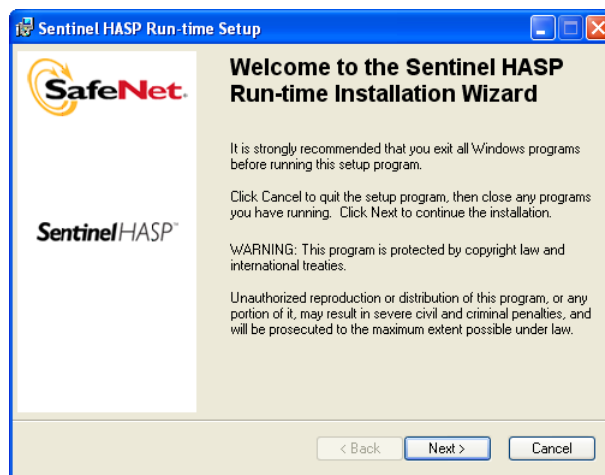 Sentinel HASP Run-time Setup
SafeNet.
Sentinel HASP™
Welcome to the Sentinel HASP
Run-time Installation Wizard
It is strongly recommended that you exit all Windows programs
before running this setup program.
Click Cancel to quit the setup program, then close any programs
you have running. Click Next to continue the installation.
WARNING: This program is protected by copyright law and
international treaties.
Unauthorized reproduction or distribution of this program, or any
portion of it, may result in severe civil and criminal penalties, and
will be prosecuted to the maximum extent possible under law.
< Back
Next >
Cancel